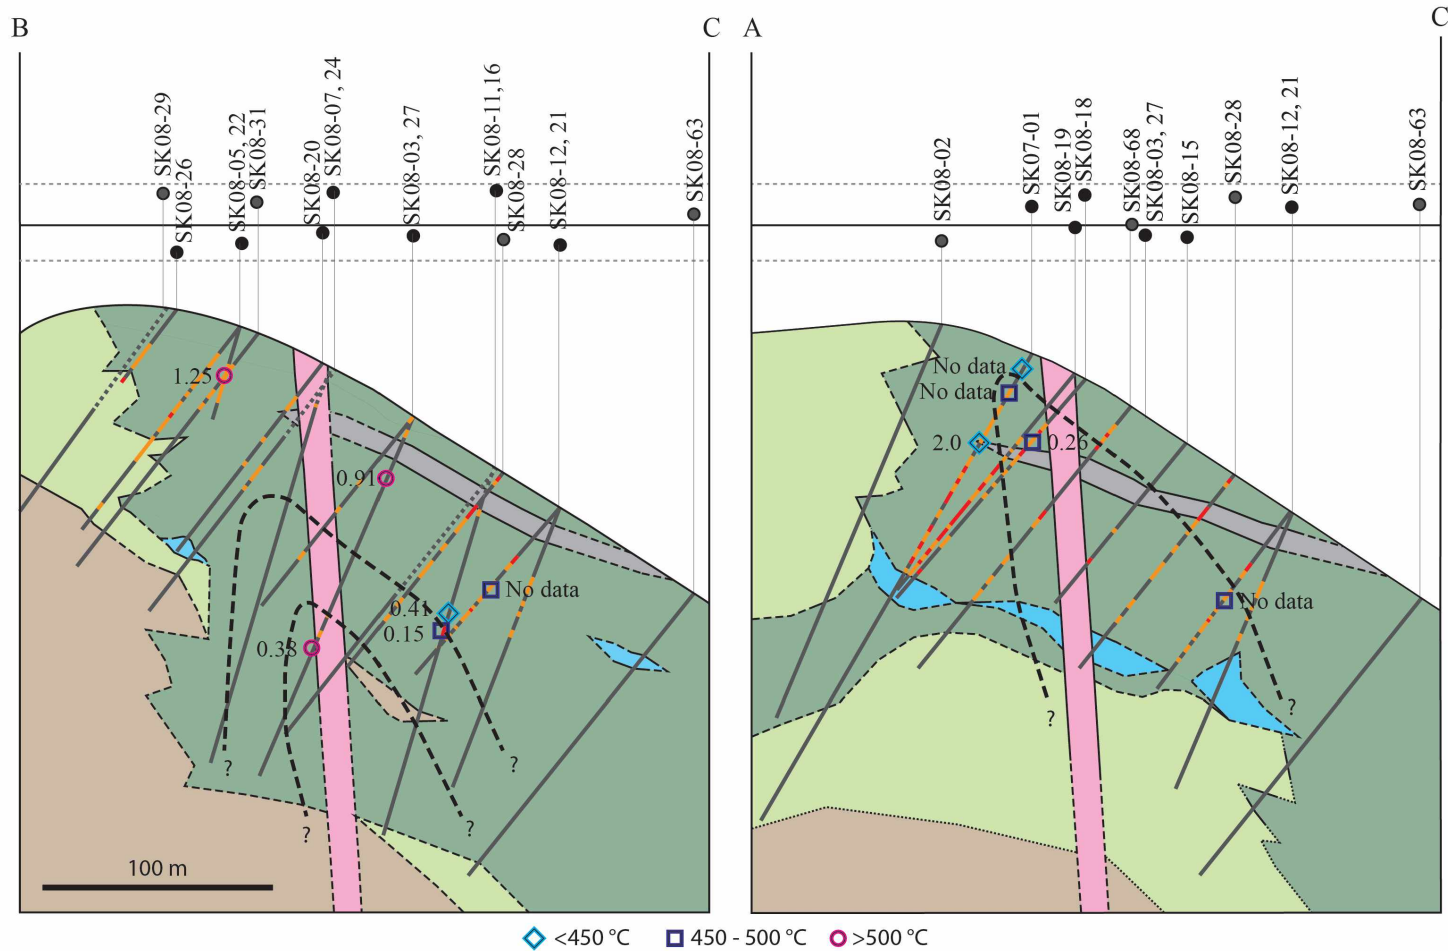 B
C
A
C
SK08-29
SK08-26
SK08-05, 22
SK08-31
SK08-20
SK08-07, 24
SK08-03, 27
SK08-11,16
SK08-28
SK08-12, 21
SK08-63
SK08-02
SK07-01
SK08-19
SK08-18
SK08-68
SK08-03, 27
SK08-15
SK08-28
SK08-12, 21
SK08-63
1.25
0.91
0.41
0.15
No data
0.38
?
?
?
?
100 m
No data
No data
2.0
0.26
No data
?
?
<450 °C
450 - 500 °C
>500 °C